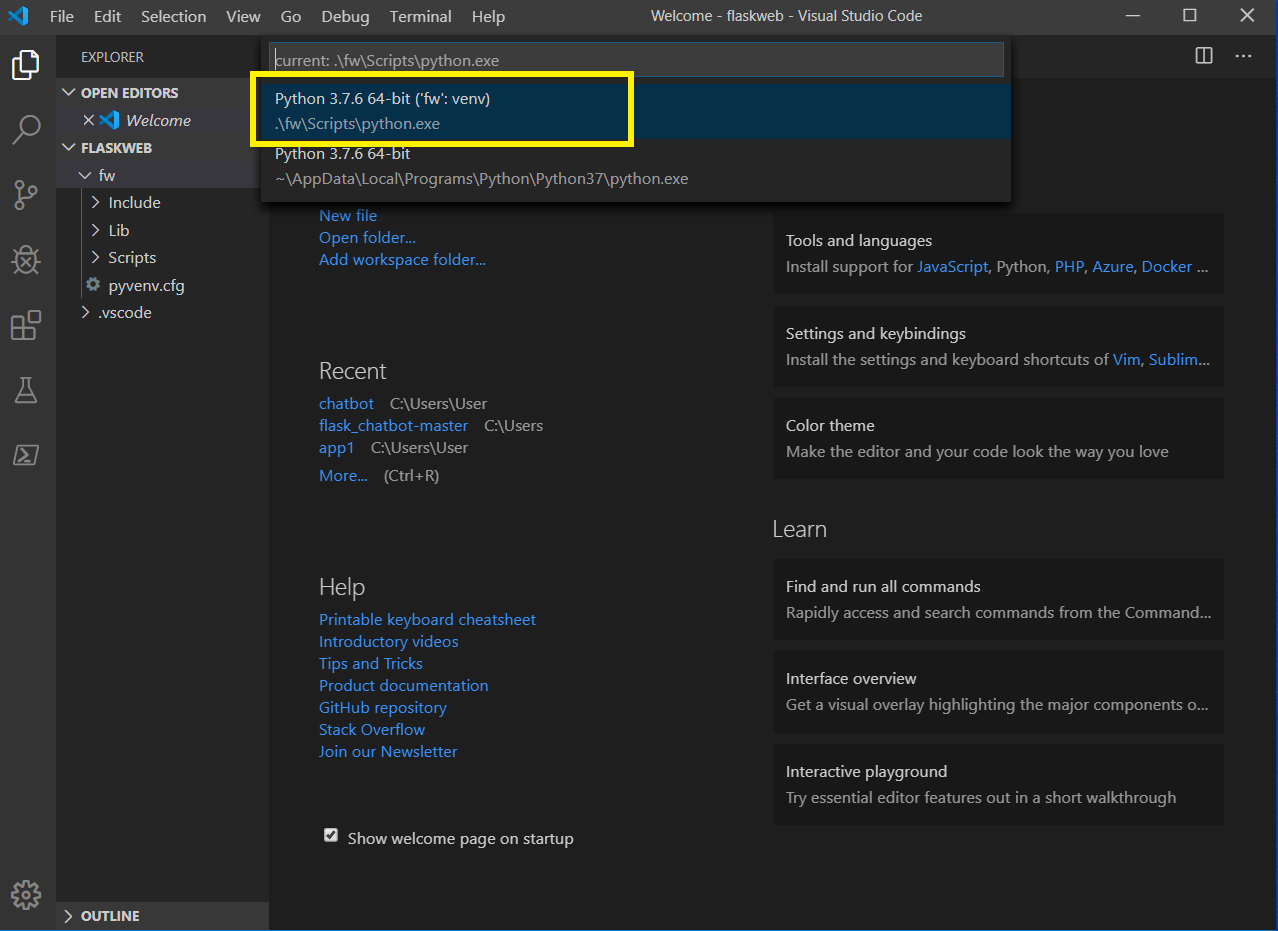 File Edit Selection View Go Debug Terminal Help
Welcome - flaskweb - Visual Studio Code
EXPLORER
OPEN EDITORS
Welcome
FLASKWEB
fw
Include
Lib
Scripts
pyvenv.cfg
.vscode
OUTLINE
current: .\fw\Scripts\python.exe
Python 3.7.6 64-bit ('fw': venv)
.\fw\Scripts\python.exe
Python 3.7.6 64-bit
~\AppData\Local\Programs\Python\Python37\python.exe
New file
Open folder...
Add workspace folder...
Recent
chatbot C:\Users\User
flask_chatbot-master C:\Users
app1 C:\Users\User
More... (Ctrl+R)
Help
Printable keyboard cheatsheet
Introductory videos
Tips and Tricks
Product documentation
GitHub repository
Stack Overflow
Join our Newsletter
Show welcome page on startup
Tools and languages
Install support for JavaScript, Python, PHP, Azure, Docker ...
Settings and keybindings
Install the settings and keyboard shortcuts of Vim, Sublim...
Color theme
Make the editor and your code look the way you love
Learn
Find and run all commands
Rapidly access and search commands from the Command...
Interface overview
Get a visual overlay highlighting the major components o...
Interactive playground
Try essential editor features out in a short walkthrough